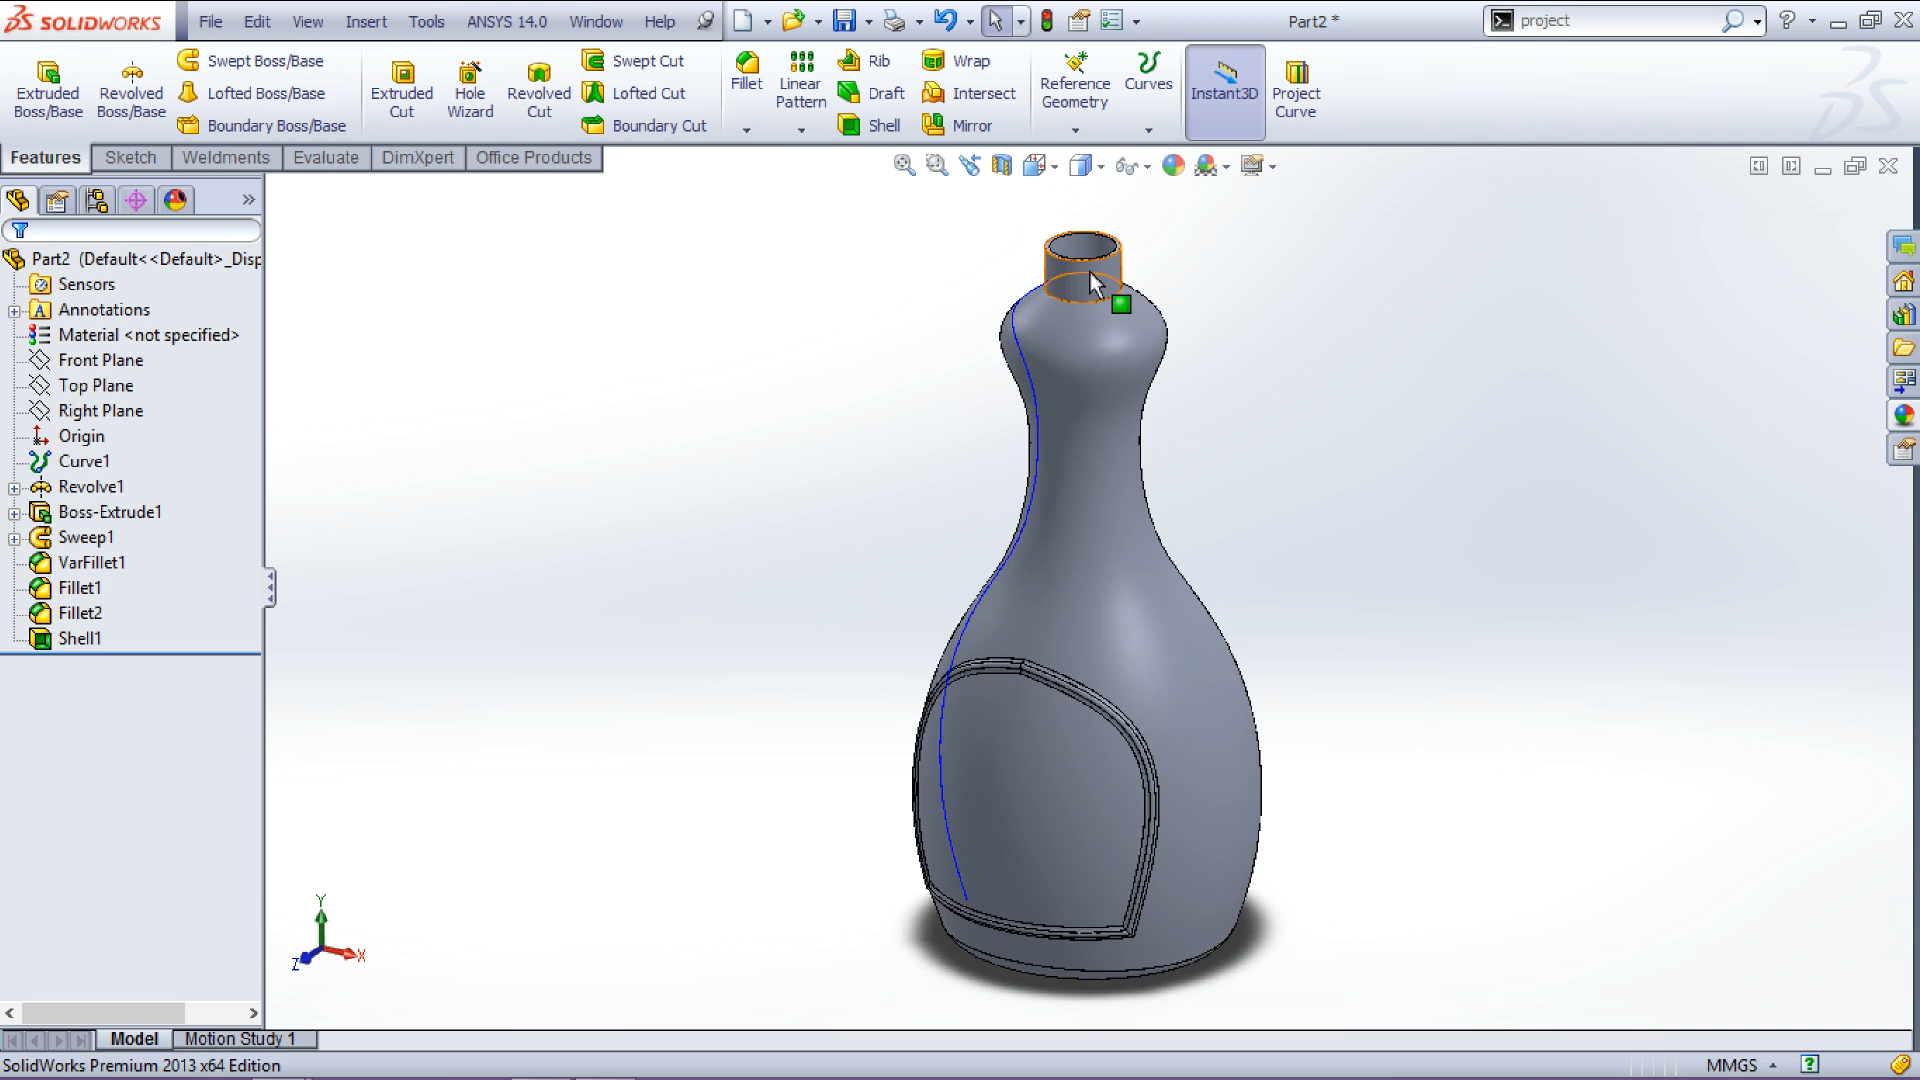 SOLIDWORKS File Edit View Insert Tools ANSYS 14.0 Window Help Part2 * project
Extruded Boss/Base
Revolved Boss/Base
Swept Boss/Base
Lofted Boss/Base
Boundary Boss/Base
Extruded Cut
Hole Wizard
Revolved Cut
Swept Cut
Lofted Cut
Boundary Cut
Fillet
Linear Pattern
Rib
Draft
Shell
Wrap
Intersect
Mirror
Reference Geometry
Curves
Instant3D
Project Curve
Features Sketch Weldments Evaluate DimXpert Office Products
Part2 (Default<<Default>_Disp
Sensors
Annotations
Material <not specified>
Front Plane
Top Plane
Right Plane
Origin
Curve1
Revolve1
Boss-Extrude1
Sweep1
VarFillet1
Fillet1
Fillet2
Shell1
Y
X
Z
Model Motion Study 1
SolidWorks Premium 2013 x64 Edition MMGS